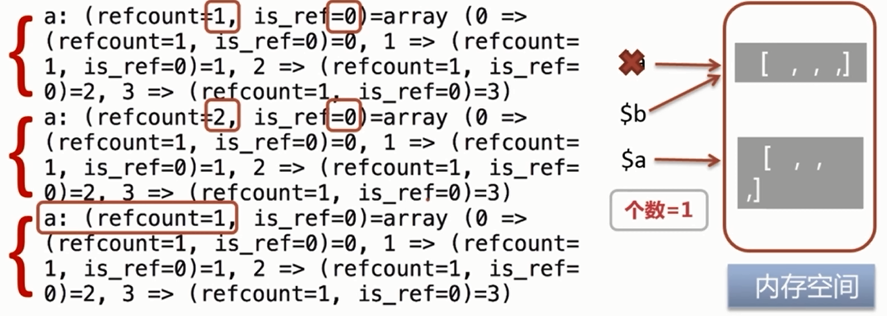 a: (refcount=1, is_ref=0)=array (0 =>
(refcount=1, is_ref=0)=0, 1 => (refcount=
1, is_ref=0)=1, 2 => (refcount=1, is_ref=
0)=2, 3 => (refcount=1, is_ref=0)=3)
a: (refcount=2, is_ref=0)=array (0 =>
(refcount=1, is_ref=0)=0, 1 => (refcount=
1, is_ref=0)=1, 2 => (refcount=1, is_ref=
0)=2, 3 => (refcount=1, is_ref=0)=3)
a: (refcount=1, is_ref=0)=array (0 =>
(refcount=1, is_ref=0)=0, 1 => (refcount=
1, is_ref=0)=1, 2 => (refcount=1, is_ref=
0)=2, 3 => (refcount=1, is_ref=0)=3)
$b
$a
个数=1
[ , , ,]
[ , ,
,]
内存空间